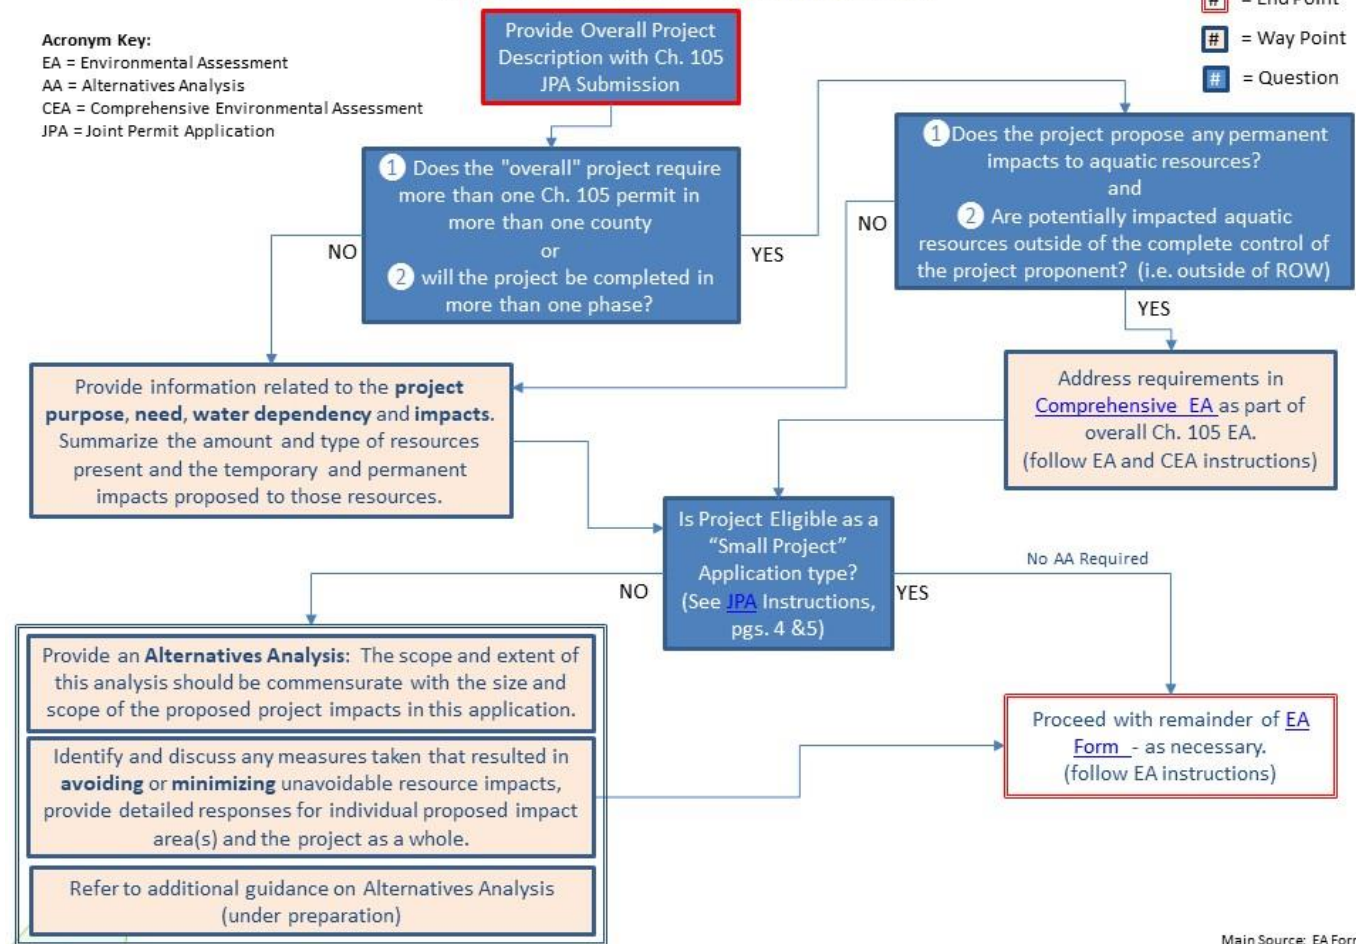 = End Point
Acronym Key:
EA = Environmental Assessment
AA = Alternatives Analysis
CEA = Comprehensive Environmental Assessment
JPA = Joint Permit Application
# = Way Point
# = Question
Provide Overall Project
Description with Ch. 105
JPA Submission
1 Does the "overall" project require
more than one Ch. 105 permit in
more than one county
or
2 will the project be completed in
more than one phase?
NO
YES
1 Does the project propose any permanent
impacts to aquatic resources?
and
2 Are potentially impacted aquatic
resources outside of the complete control of
the project proponent? (i.e. outside of ROW)
NO
YES
Provide information related to the project
purpose, need, water dependency and impacts.
Summarize the amount and type of resources
present and the temporary and permanent
impacts proposed to those resources.
Address requirements in
Comprehensive EA as part of
overall Ch. 105 EA.
(follow EA and CEA instructions)
Is Project Eligible as a
“Small Project”
Application type?
(See JPA Instructions,
pgs. 4 &5)
NO
YES
No AA Required
Provide an Alternatives Analysis: The scope and extent of
this analysis should be commensurate with the size and
scope of the proposed project impacts in this application.
Identify and discuss any measures taken that resulted in
avoiding or minimizing unavoidable resource impacts,
provide detailed responses for individual proposed impact
area(s) and the project as a whole.
Refer to additional guidance on Alternatives Analysis
(under preparation)
Proceed with remainder of EA
Form - as necessary.
(follow EA instructions)
Main Source: EA Form